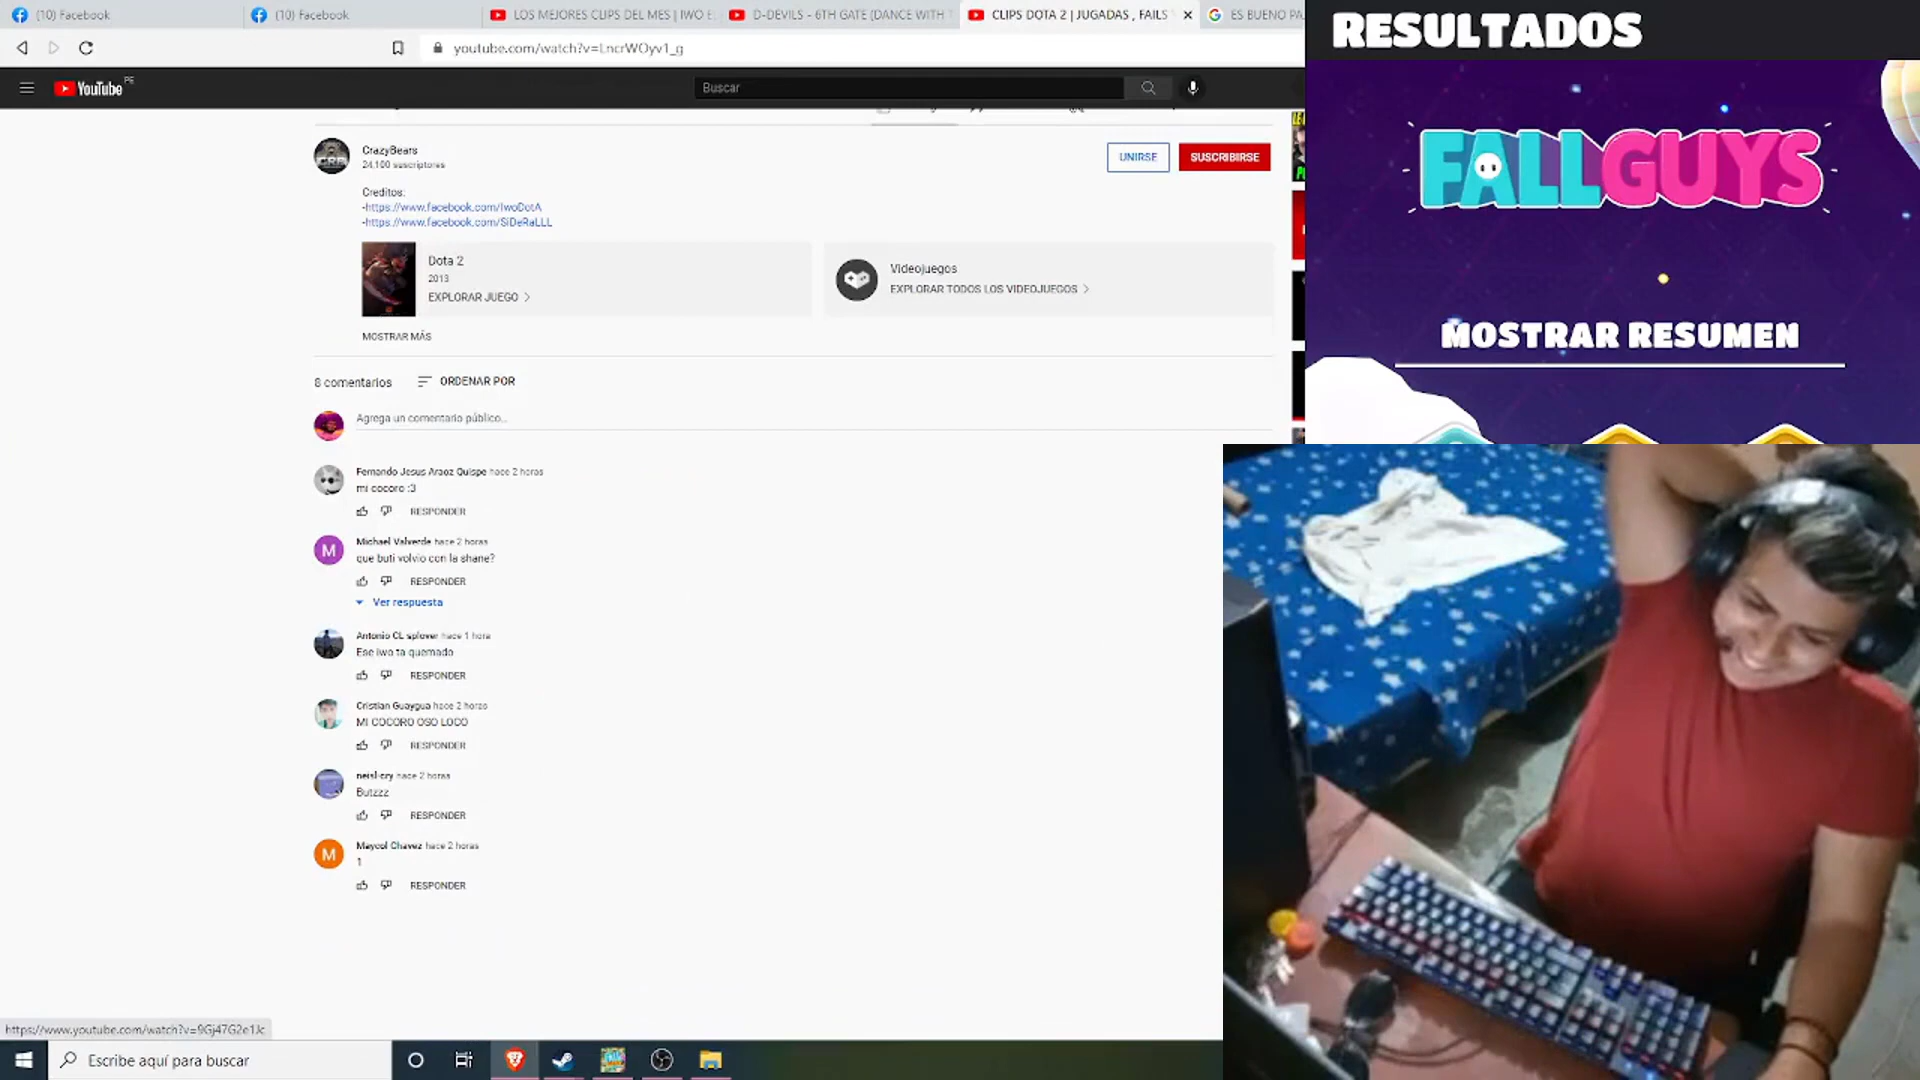 (10) Facebook
(10) Facebook
LOS MEJORES CLIPS DEL MES | IWO E
D-DEVILS - 6TH GATE (DANCE WITH T
CLIPS DOTA 2 | JUGADAS , FAILS
ES BUENO PA
youtube.com/watch?v=LncrWOyv1_g
YouTube PE
Buscar
CrazyBears
24,100 suscriptores
UNIRSE
SUSCRIBIRSE
Creditos:
-https://www.facebook.com/IwoDotA
-https://www.facebook.com/SiDeRaLLL
Dota 2
2013
EXPLORAR JUEGO
Videojuegos
EXPLORAR TODOS LOS VIDEOJUEGOS
MOSTRAR MÁS
8 comentarios
ORDENAR POR
Agrega un comentario público...
Fernando Jesus Araoz Quispe hace 2 horas
mi cocoro :3
RESPONDER
M
Michael Valverde hace 2 horas
que buti volvio con la shane?
RESPONDER
Ver respuesta
Antonio CL splover hace 1 hora
Ese iwo ta quemado
RESPONDER
Cristian Guaygua hace 2 horas
MI COCORO OSO LOCO
RESPONDER
neisl-cry hace 2 horas
Butzzz
RESPONDER
M
Maycol Chavez hace 2 horas
1
RESPONDER
https://www.youtube.com/watch?v=9Gj47G2e1Jc
Escribe aquí para buscar
RESULTADOS
FALL GUYS
MOSTRAR RESUMEN